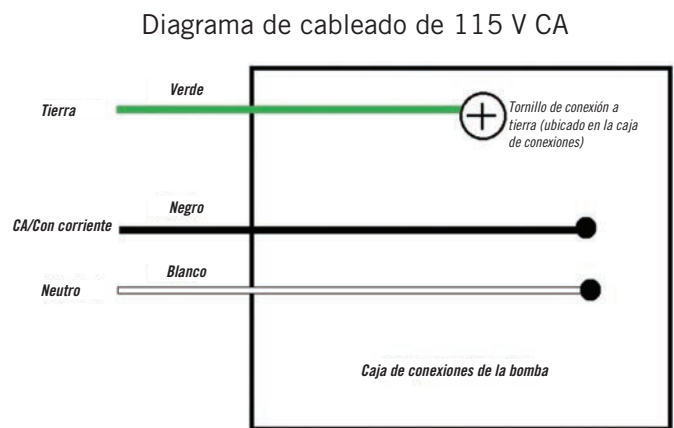 Diagrama de cableado de 115 V CA
Verde
Tierra
Tornillo de conexión a
tierra (ubicado en la caja
de conexiones)
Negro
CA/Con corriente
Blanco
Neutro
Caja de conexiones de la bomba